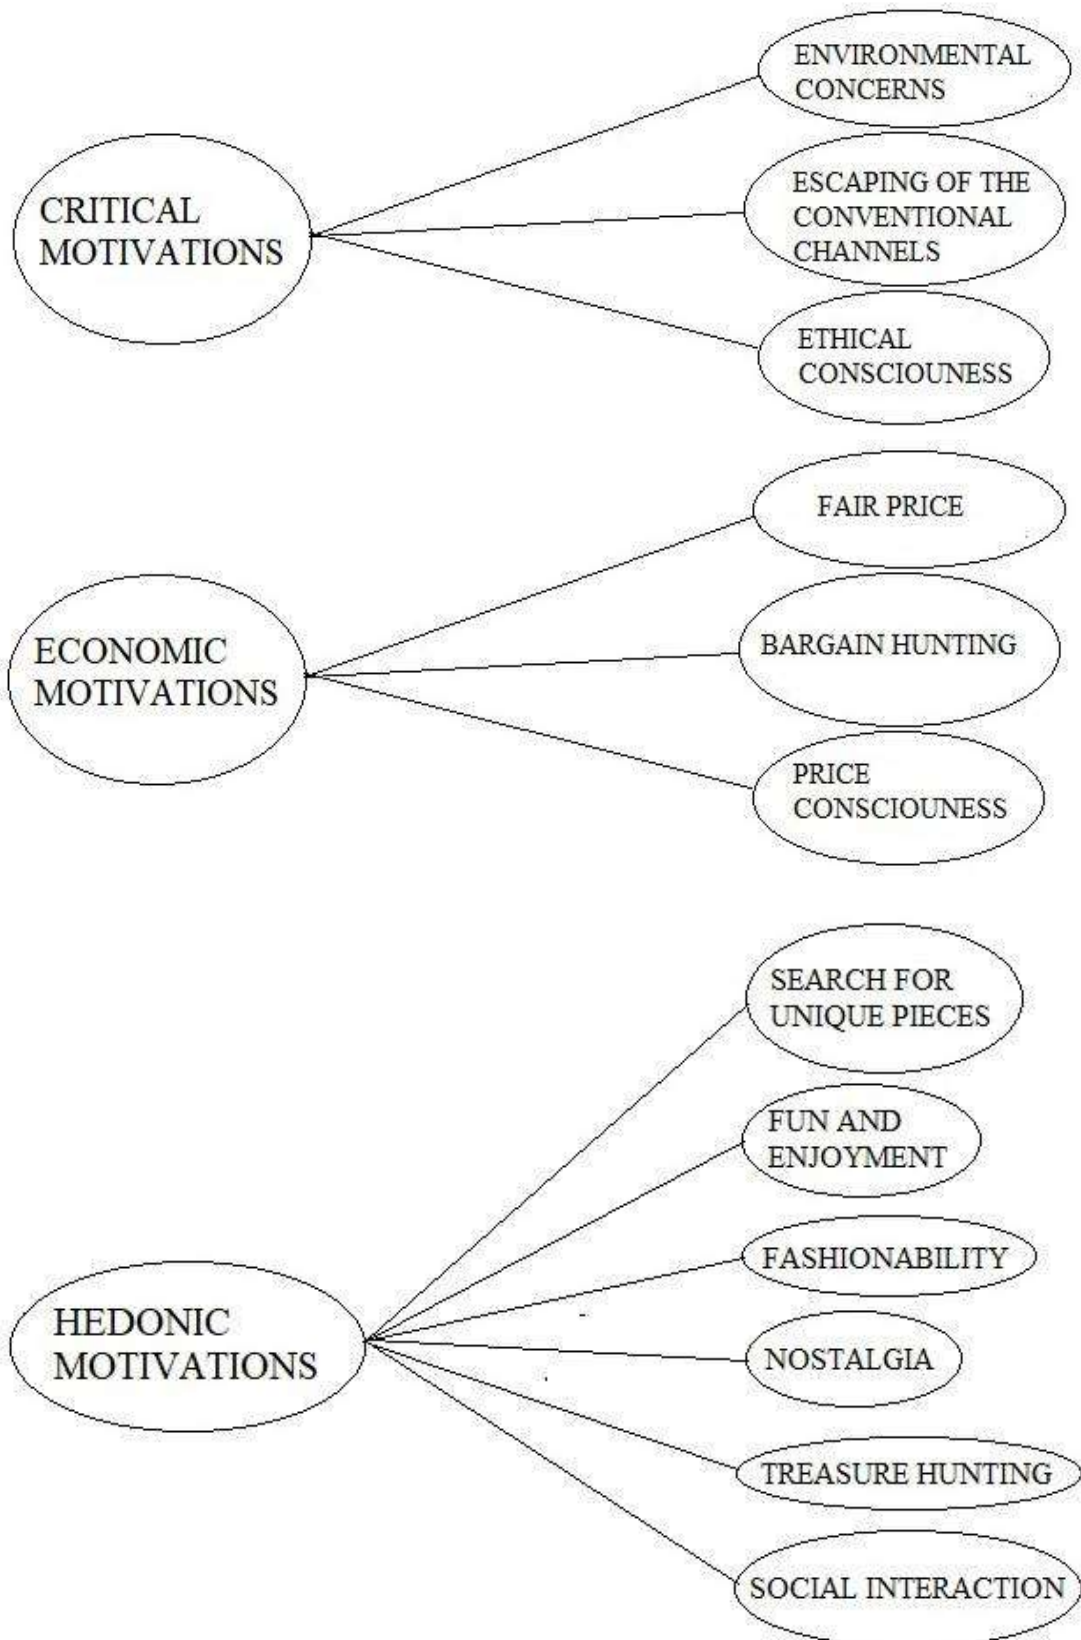 ENVIRONMENTAL
CONCERNS
CRITICAL
MOTIVATIONS
ESCAPING OF THE
CONVENTIONAL
CHANNELS
ETHICAL
CONSCIOUNESS
FAIR PRICE
ECONOMIC
MOTIVATIONS
BARGAIN HUNTING
PRICE
CONSCIOUNESS
SEARCH FOR
UNIQUE PIECES
FUN AND
ENJOYMENT
FASHIONABILITY
HEDONIC
MOTIVATIONS
NOSTALGIA
TREASURE HUNTING
SOCIAL INTERACTION